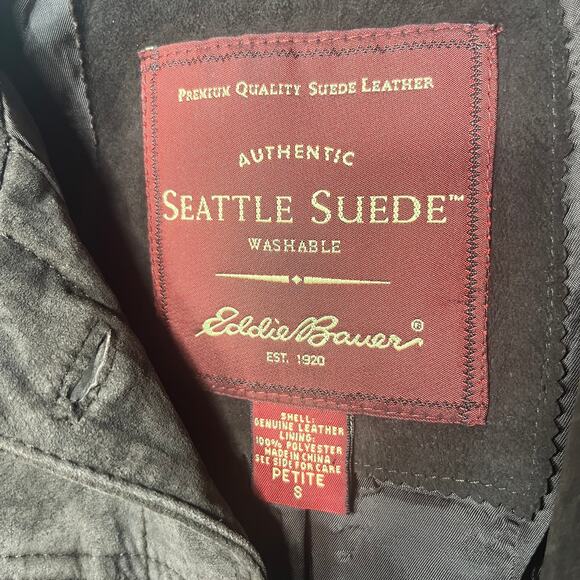 PREMIUM QUALITY SUEDE LEATHER
AUTHENTIC
SEATTLE SUEDE™
WASHABLE
Eddie Bauer®
EST. 1920
SHELL:
GENUINE LEATHER
LINING:
100% POLYESTER
MADE IN CHINA
SEE SIDE FOR CARE
PETITE
S